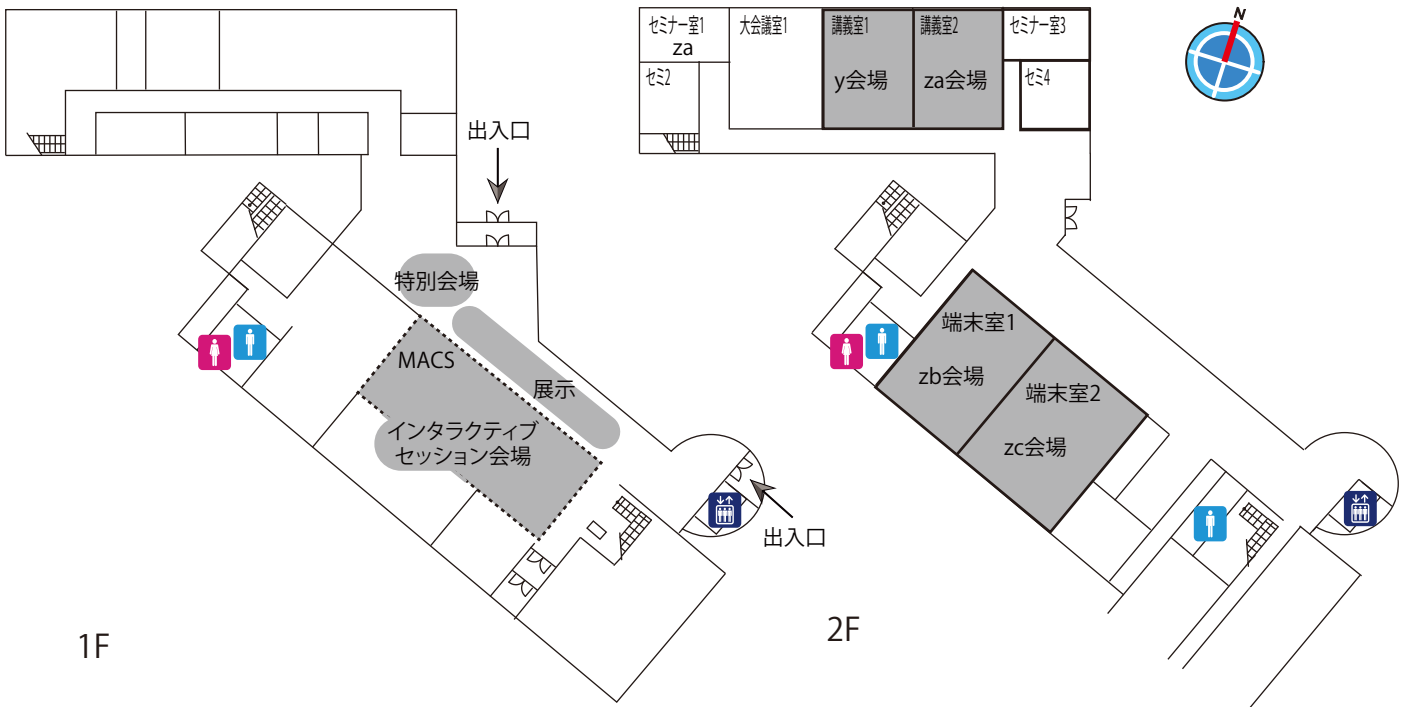 出入口
特別会場
MACS
展示
インタラクティブ
セッション会場
出入口
1F
セミナー室1
za
大会議室1
講義室1
y会場
講義室2
za会場
セミナー室3
セミ2
セミ4
N
端末室1
zb会場
端末室2
zc会場
2F